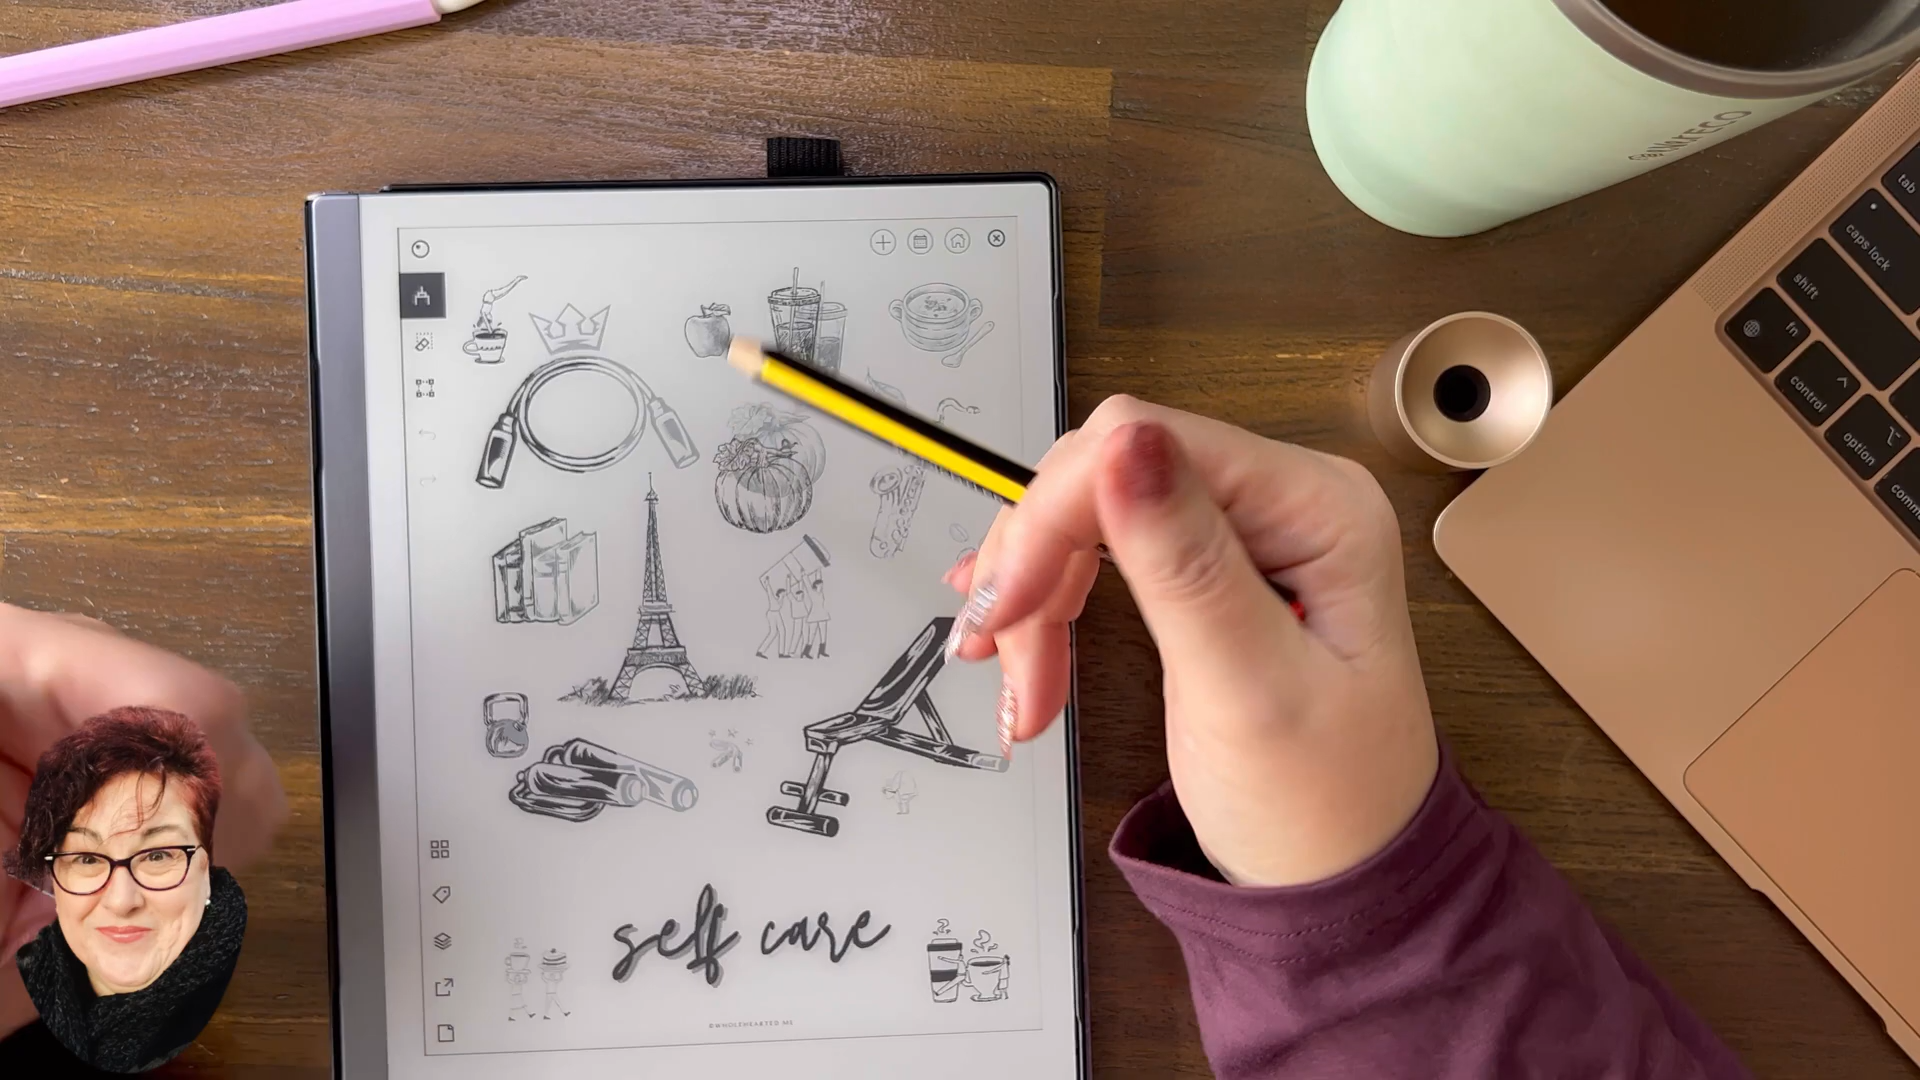 self care
©WHOLEHEARTED ME
tab
caps lock
shift
fn
control
option